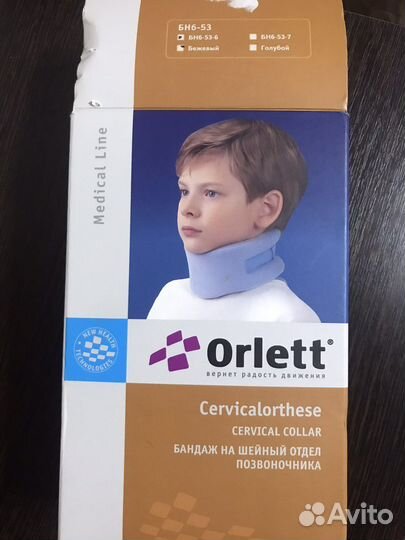 БН6-53
БН6-53-6 БН6-53-7
Бежевый Голубой
Medical Line
NEW HEALTH TECHNOLOGIES
Orlett®
вернет радость движения
Cervicalorthese
CERVICAL COLLAR
БАНДАЖ НА ШЕЙНЫЙ ОТДЕЛ
ПОЗВОНОЧНИКА
Avito